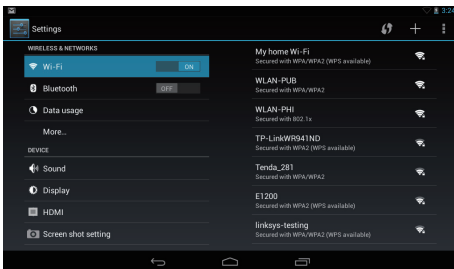 3:24
Settings
WIRELESS & NETWORKS
Wi-Fi
ON
Bluetooth
OFF
Data usage
More...
DEVICE
Sound
Display
HDMI
Screen shot setting
My home Wi-Fi
Secured with WPA/WPA2 (WPS available)
WLAN-PUB
Secured with WPA/WPA2
WLAN-PHI
Secured with 802.1x
TP-LinkWR941ND
Secured with WPA2 (WPS available)
Tenda_281
Secured with WPA/WPA2
E1200
Secured with WPA2 (WPS available)
linksys-testing
Secured with WPA/WPA2 (WPS available)